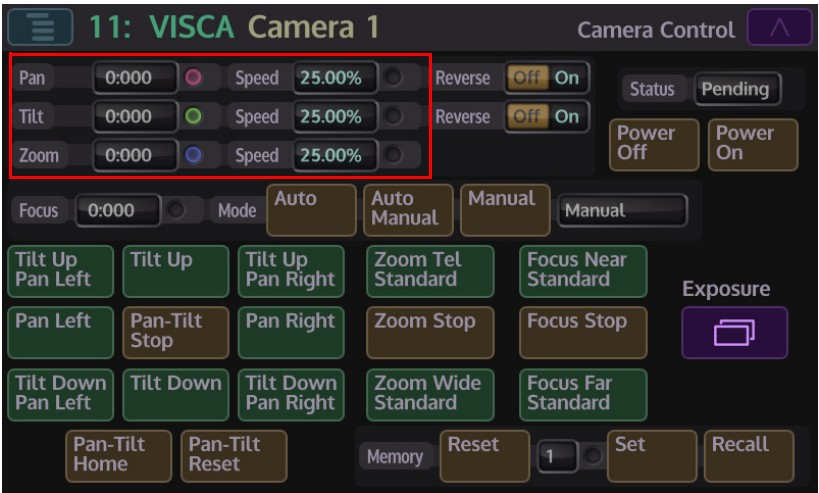 11: VISCA Camera 1 Camera Control
Pan 0:000 Speed 25.00% Reverse Off On
Status Pending
Tilt 0:000 Speed 25.00% Reverse Off On
Power Off Power On
Zoom 0:000 Speed 25.00%
Focus 0:000 Mode Auto Auto Manual Manual Manual
Tilt Up Pan Left Tilt Up Tilt Up Pan Right Zoom Tel Standard Focus Near Standard
Exposure
Pan Left Pan-Tilt Stop Pan Right Zoom Stop Focus Stop
Tilt Down Pan Left Tilt Down Tilt Down Pan Right Zoom Wide Standard Focus Far Standard
Pan-Tilt Home Pan-Tilt Reset Memory Reset 1 Set Recall